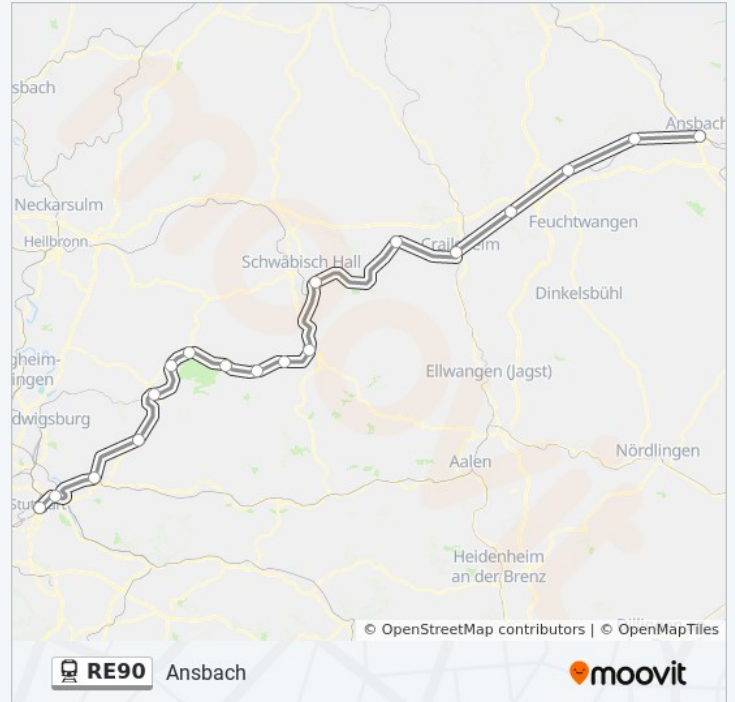 sbach
Ansbach
Neckarsulm
Feuchtwangen
Heilbronn
Crailsheim
Schwäbisch Hall
Dinkelsbühl
gheim-
ingen
Ellwangen (Jagst)
dwigsburg
Nördlingen
Aalen
Stuttgart
Heidenheim
an der Brenz
© OpenStreetMap contributors | © OpenMapTiles
RE90 Ansbach
moovit